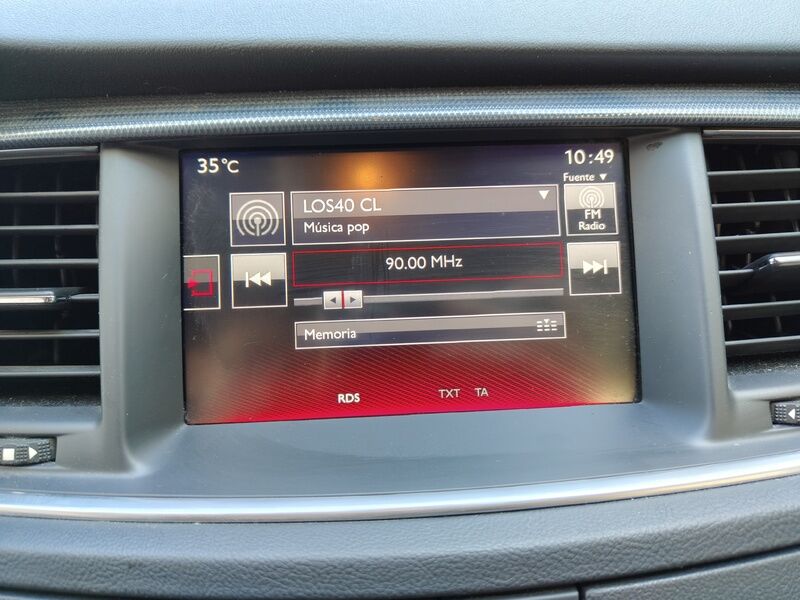 35°C
10:49
Fuente ▼
LOS40 CL
Música pop
FM
Radio
90.00 MHz
Memoria
RDS
TXT TA